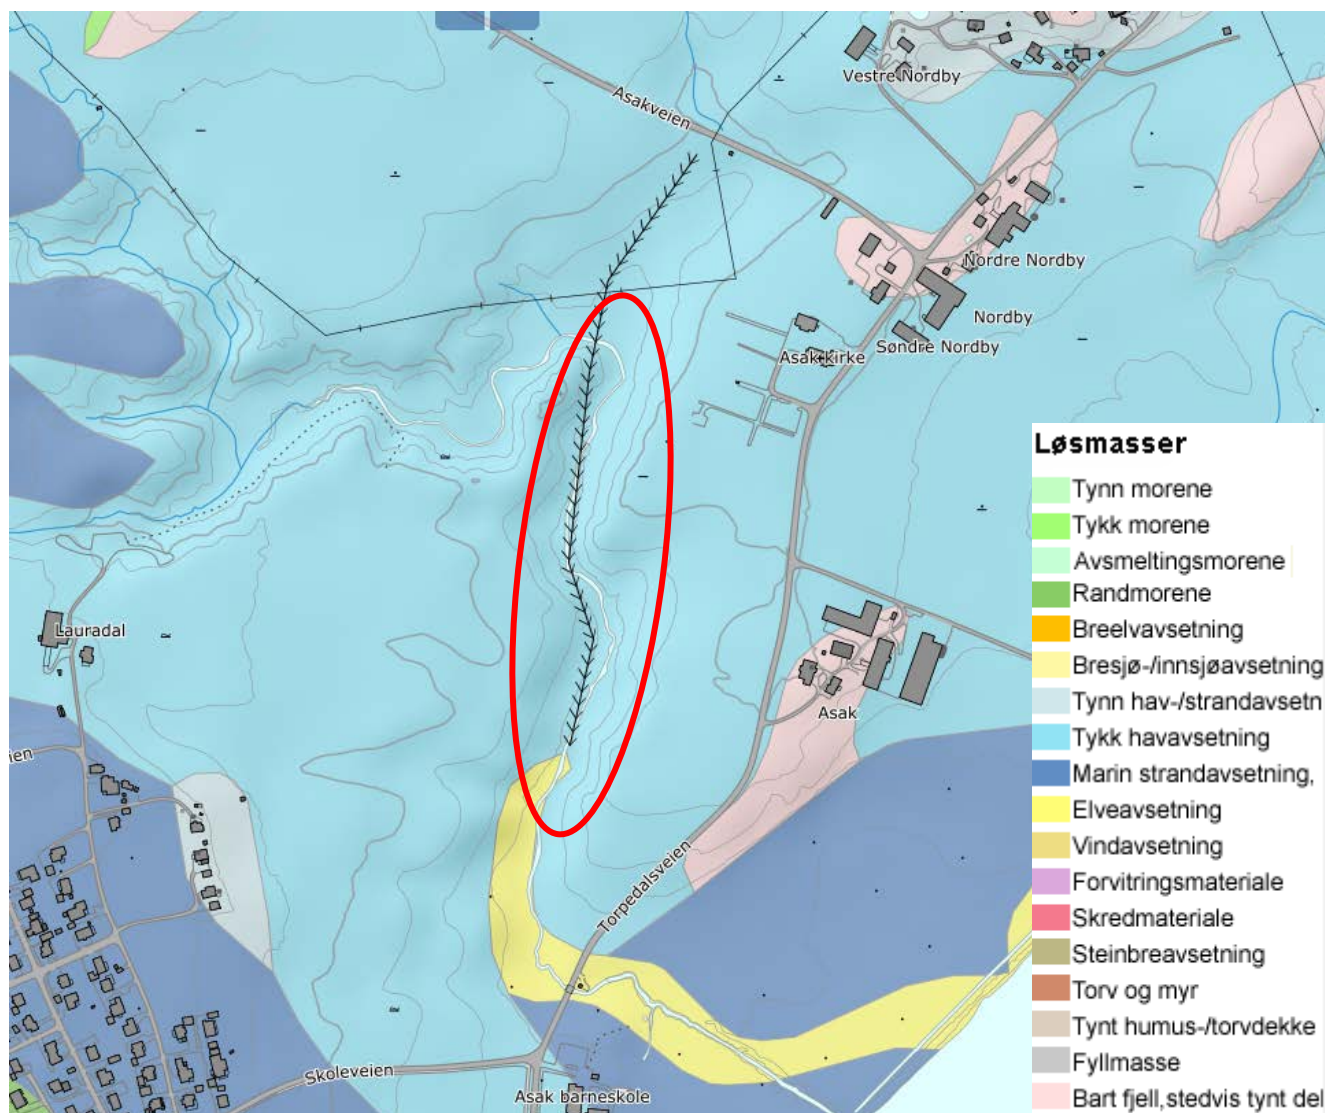 Vestre Nordby
Asakveien
Nordre Nordby
Nordby
Søndre Nordby
Asak Kirke
Løsmasser
Tynn morene
Tykk morene
Avsmeltingsmorene
Randmorene
Breelvavsetning
Bresjø-/innsjøavsetning
Tynn hav-/strandavsetn
Tykk havavsetning
Marin strandavsetning,
Elveavsetning
Vindavsetning
Forvitringsmateriale
Skredmateriale
Steinbreavsetning
Torv og myr
Tynt humus-/torvdekke
Fyllmasse
Bart fjell, stedvis tynt del
Lauradal
Asak
ien
Torpedalsveien
Skoleveien
Asak barneskole